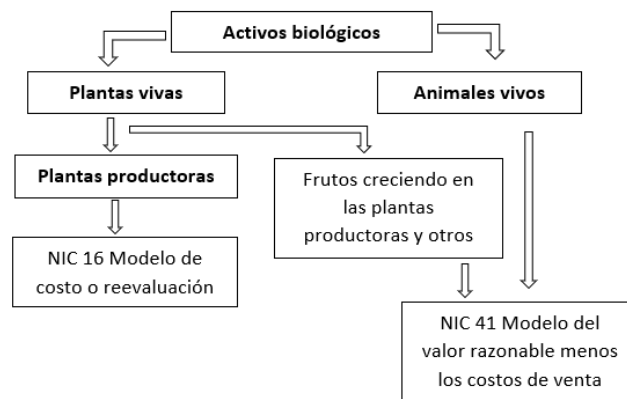 Activos biológicos
Plantas vivas
Animales vivos
Plantas productoras
Frutos creciendo en
las plantas
productoras y otros
NIC 16 Modelo de
costo o reevaluación
NIC 41 Modelo del
valor razonable menos
los costos de venta